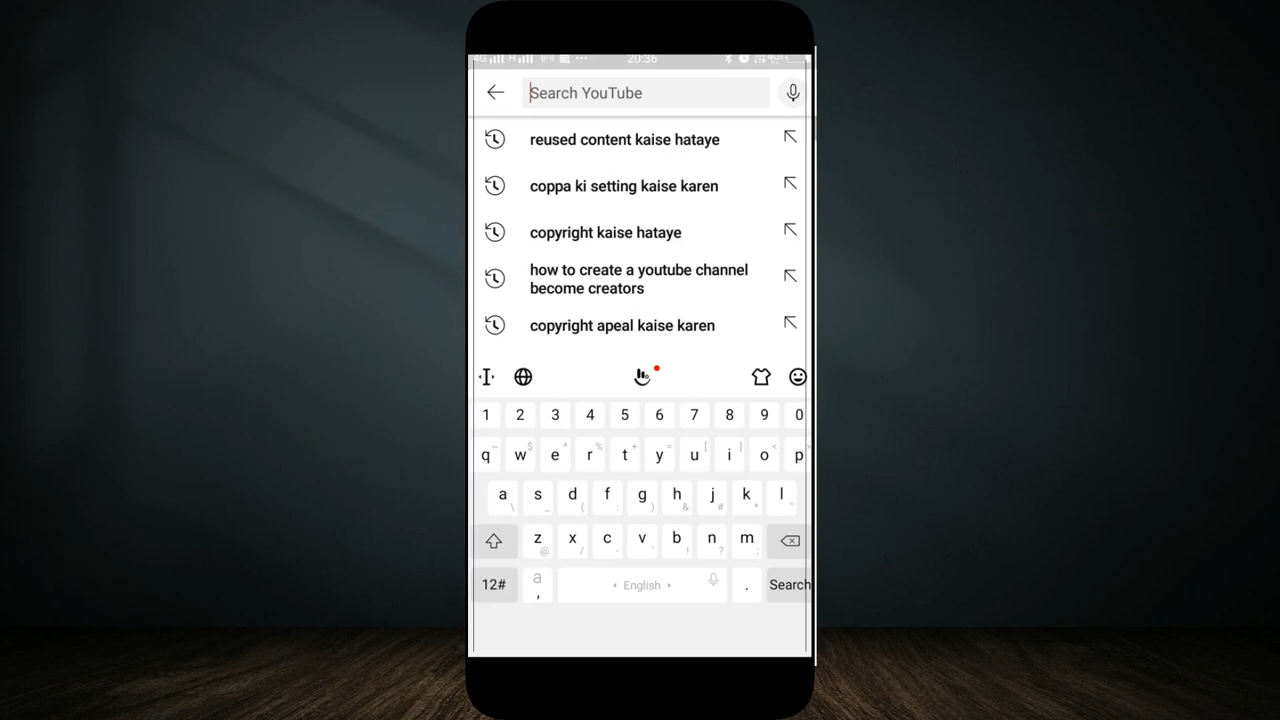 4G H 20:36
Search YouTube
reused content kaise hataye
coppa ki setting kaise karen
copyright kaise hataye
how to create a youtube channel
become creators
copyright apeal kaise karen
1 2 3 4 5 6 7 8 9 0
q~ w$ e^ r% t+ y= u[ i] o< p>
a\ s_ d( f: g) h& j# k* l"
z@ x/ c- v' b! n? m;
12# a , English . Search